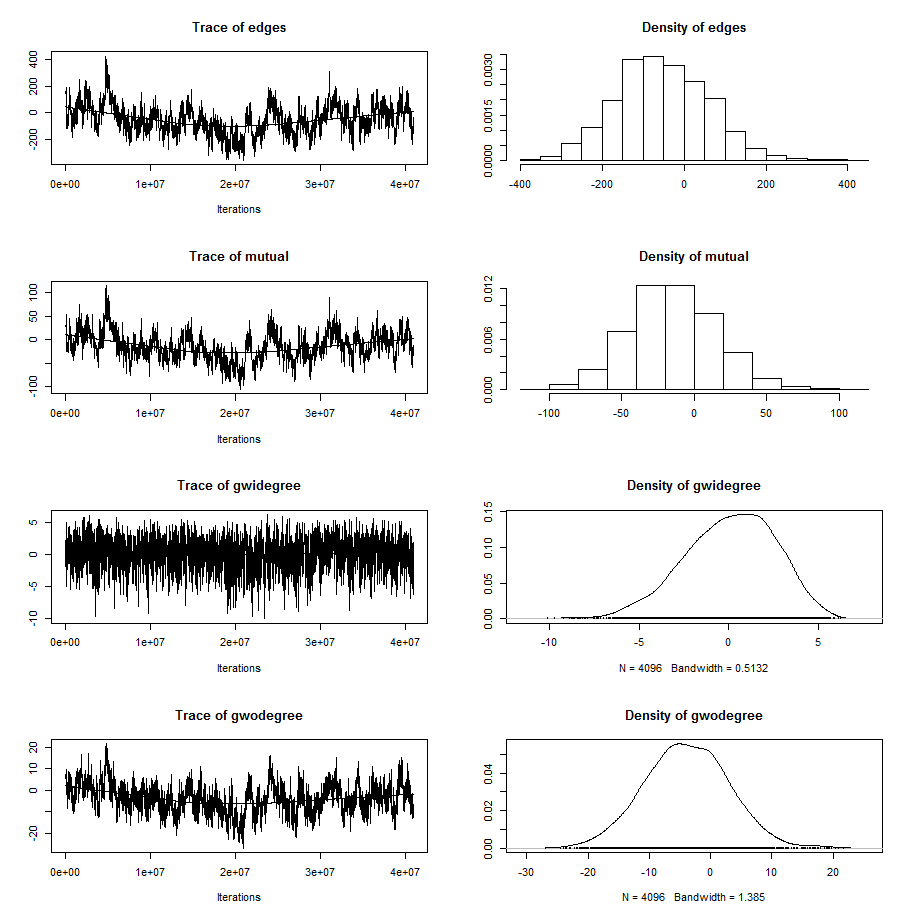 Trace of edges
400
200
0
-200
0e+00 1e+07 2e+07 3e+07 4e+07
Iterations
Density of edges
0.0030
0.0015
0.0000
-400 -200 0 200 400
Trace of mutual
100
50
0
-100
0e+00 1e+07 2e+07 3e+07 4e+07
Iterations
Density of mutual
0.012
0.006
0.000
-100 -50 0 50 100
Trace of gwidegree
5
0
-5
-10
0e+00 1e+07 2e+07 3e+07 4e+07
Iterations
Density of gwidegree
0.15
0.10
0.05
0.00
-10 -5 0 5
N = 4096 Bandwidth = 0.5132
Trace of gwodegree
20
10
0
-20
0e+00 1e+07 2e+07 3e+07 4e+07
Iterations
Density of gwodegree
0.04
0.02
0.00
-30 -20 -10 0 10 20
N = 4096 Bandwidth = 1.385